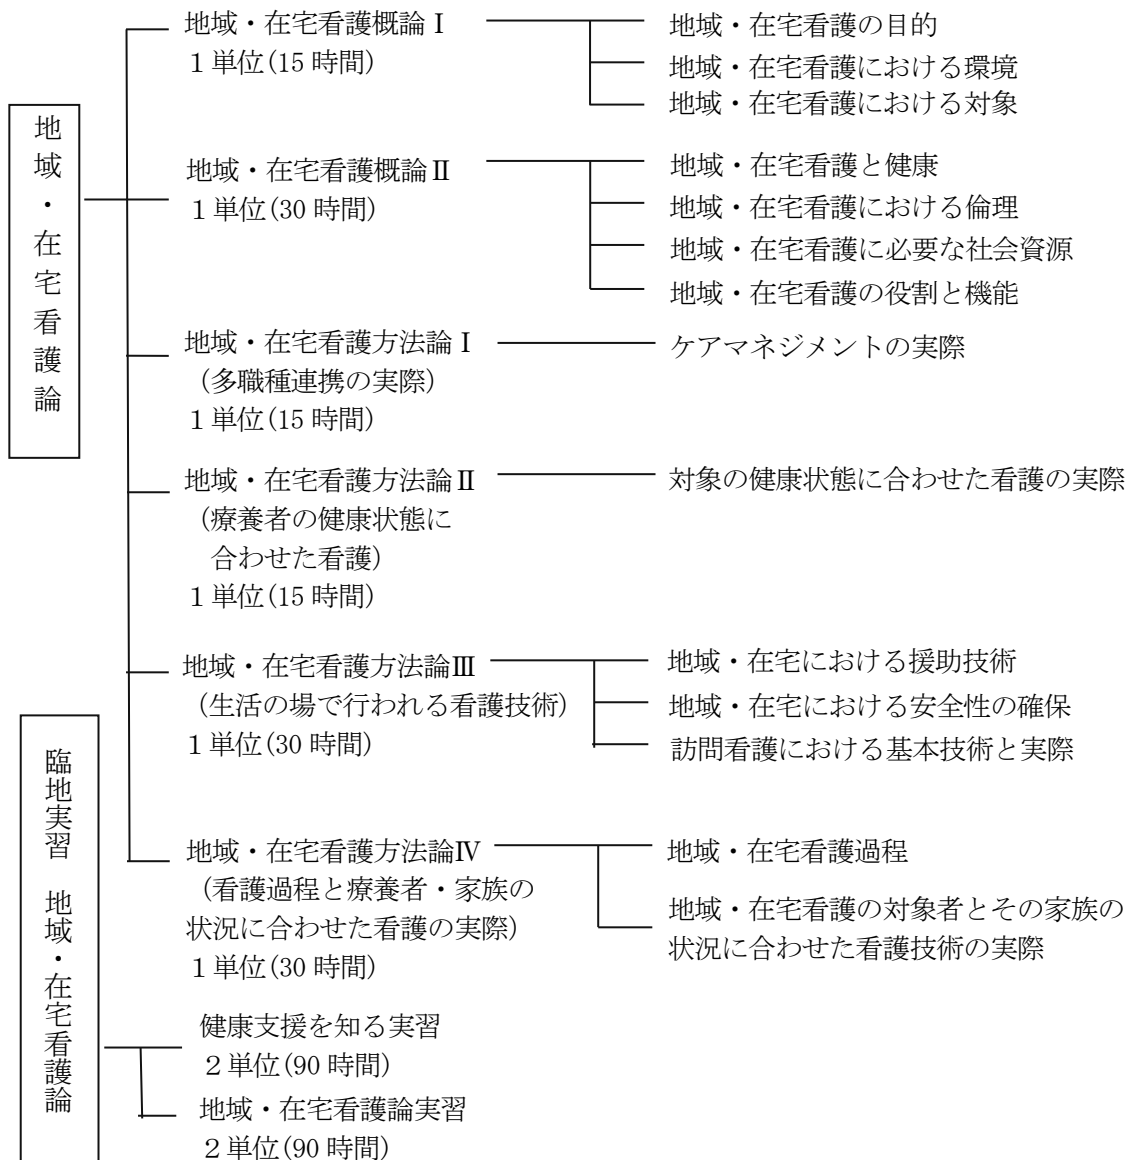 地域・在宅看護論
地域・在宅看護概論Ⅰ
１単位(15時間)
地域・在宅看護の目的
地域・在宅看護における環境
地域・在宅看護における対象
地域・在宅看護概論Ⅱ
１単位(30時間)
地域・在宅看護と健康
地域・在宅看護における倫理
地域・在宅看護に必要な社会資源
地域・在宅看護の役割と機能
地域・在宅看護方法論Ⅰ
(多職種連携の実際)
１単位(15時間)
ケアマネジメントの実際
地域・在宅看護方法論Ⅱ
(療養者の健康状態に
合わせた看護)
１単位(15時間)
対象の健康状態に合わせた看護の実際
地域・在宅看護方法論Ⅲ
(生活の場で行われる看護技術)
１単位(30時間)
地域・在宅における援助技術
地域・在宅における安全性の確保
訪問看護における基本技術と実際
地域・在宅看護方法論Ⅳ
(看護過程と療養者・家族の
状況に合わせた看護の実際)
１単位(30時間)
地域・在宅看護過程
地域・在宅看護の対象者とその家族の
状況に合わせた看護技術の実際
臨地実習　地域・在宅看護論
健康支援を知る実習
２単位(90時間)
地域・在宅看護論実習
２単位(90時間)